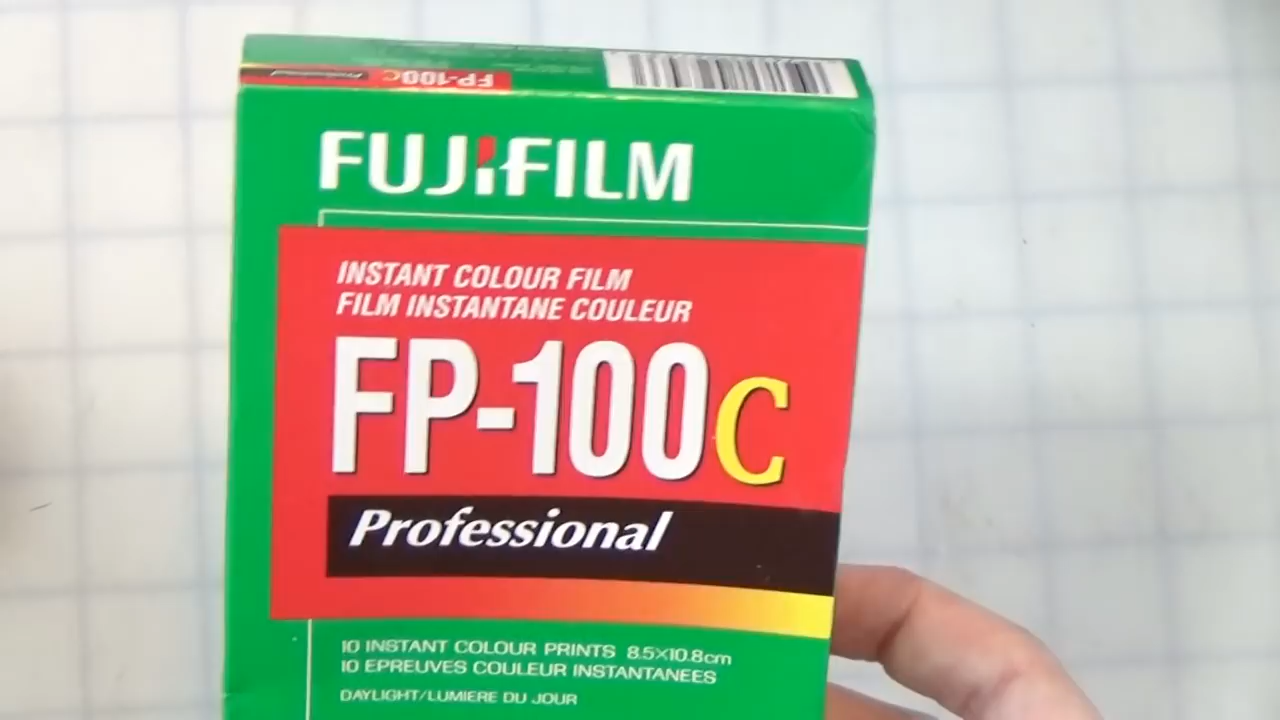 Professional FP-100C
FUJIFILM
INSTANT COLOUR FILM
FILM INSTANTANE COULEUR
FP-100C
Professional
10 INSTANT COLOUR PRINTS 8.5×10.8cm
10 EPREUVES COULEUR INSTANTANEES
DAYLIGHT/LUMIERE DU JOUR